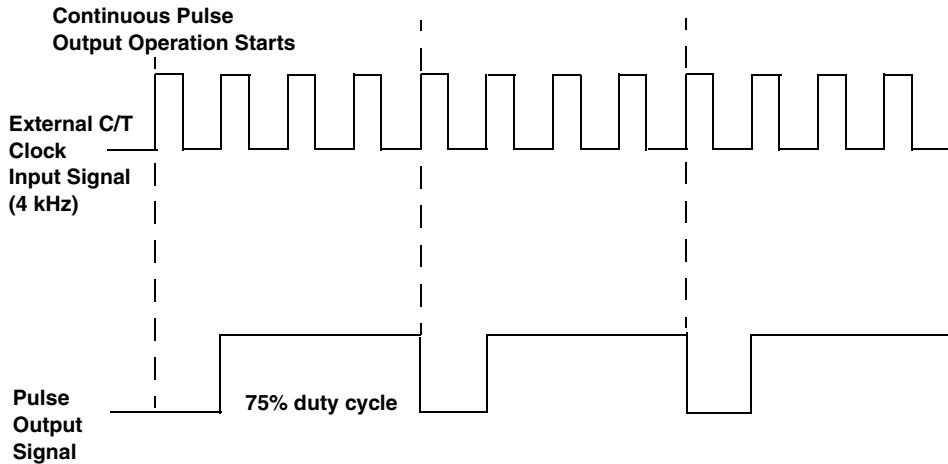 Continuous Pulse
Output Operation Starts
External C/T
Clock
Input Signal
(4 kHz)
Pulse
Output
Signal
75% duty cycle